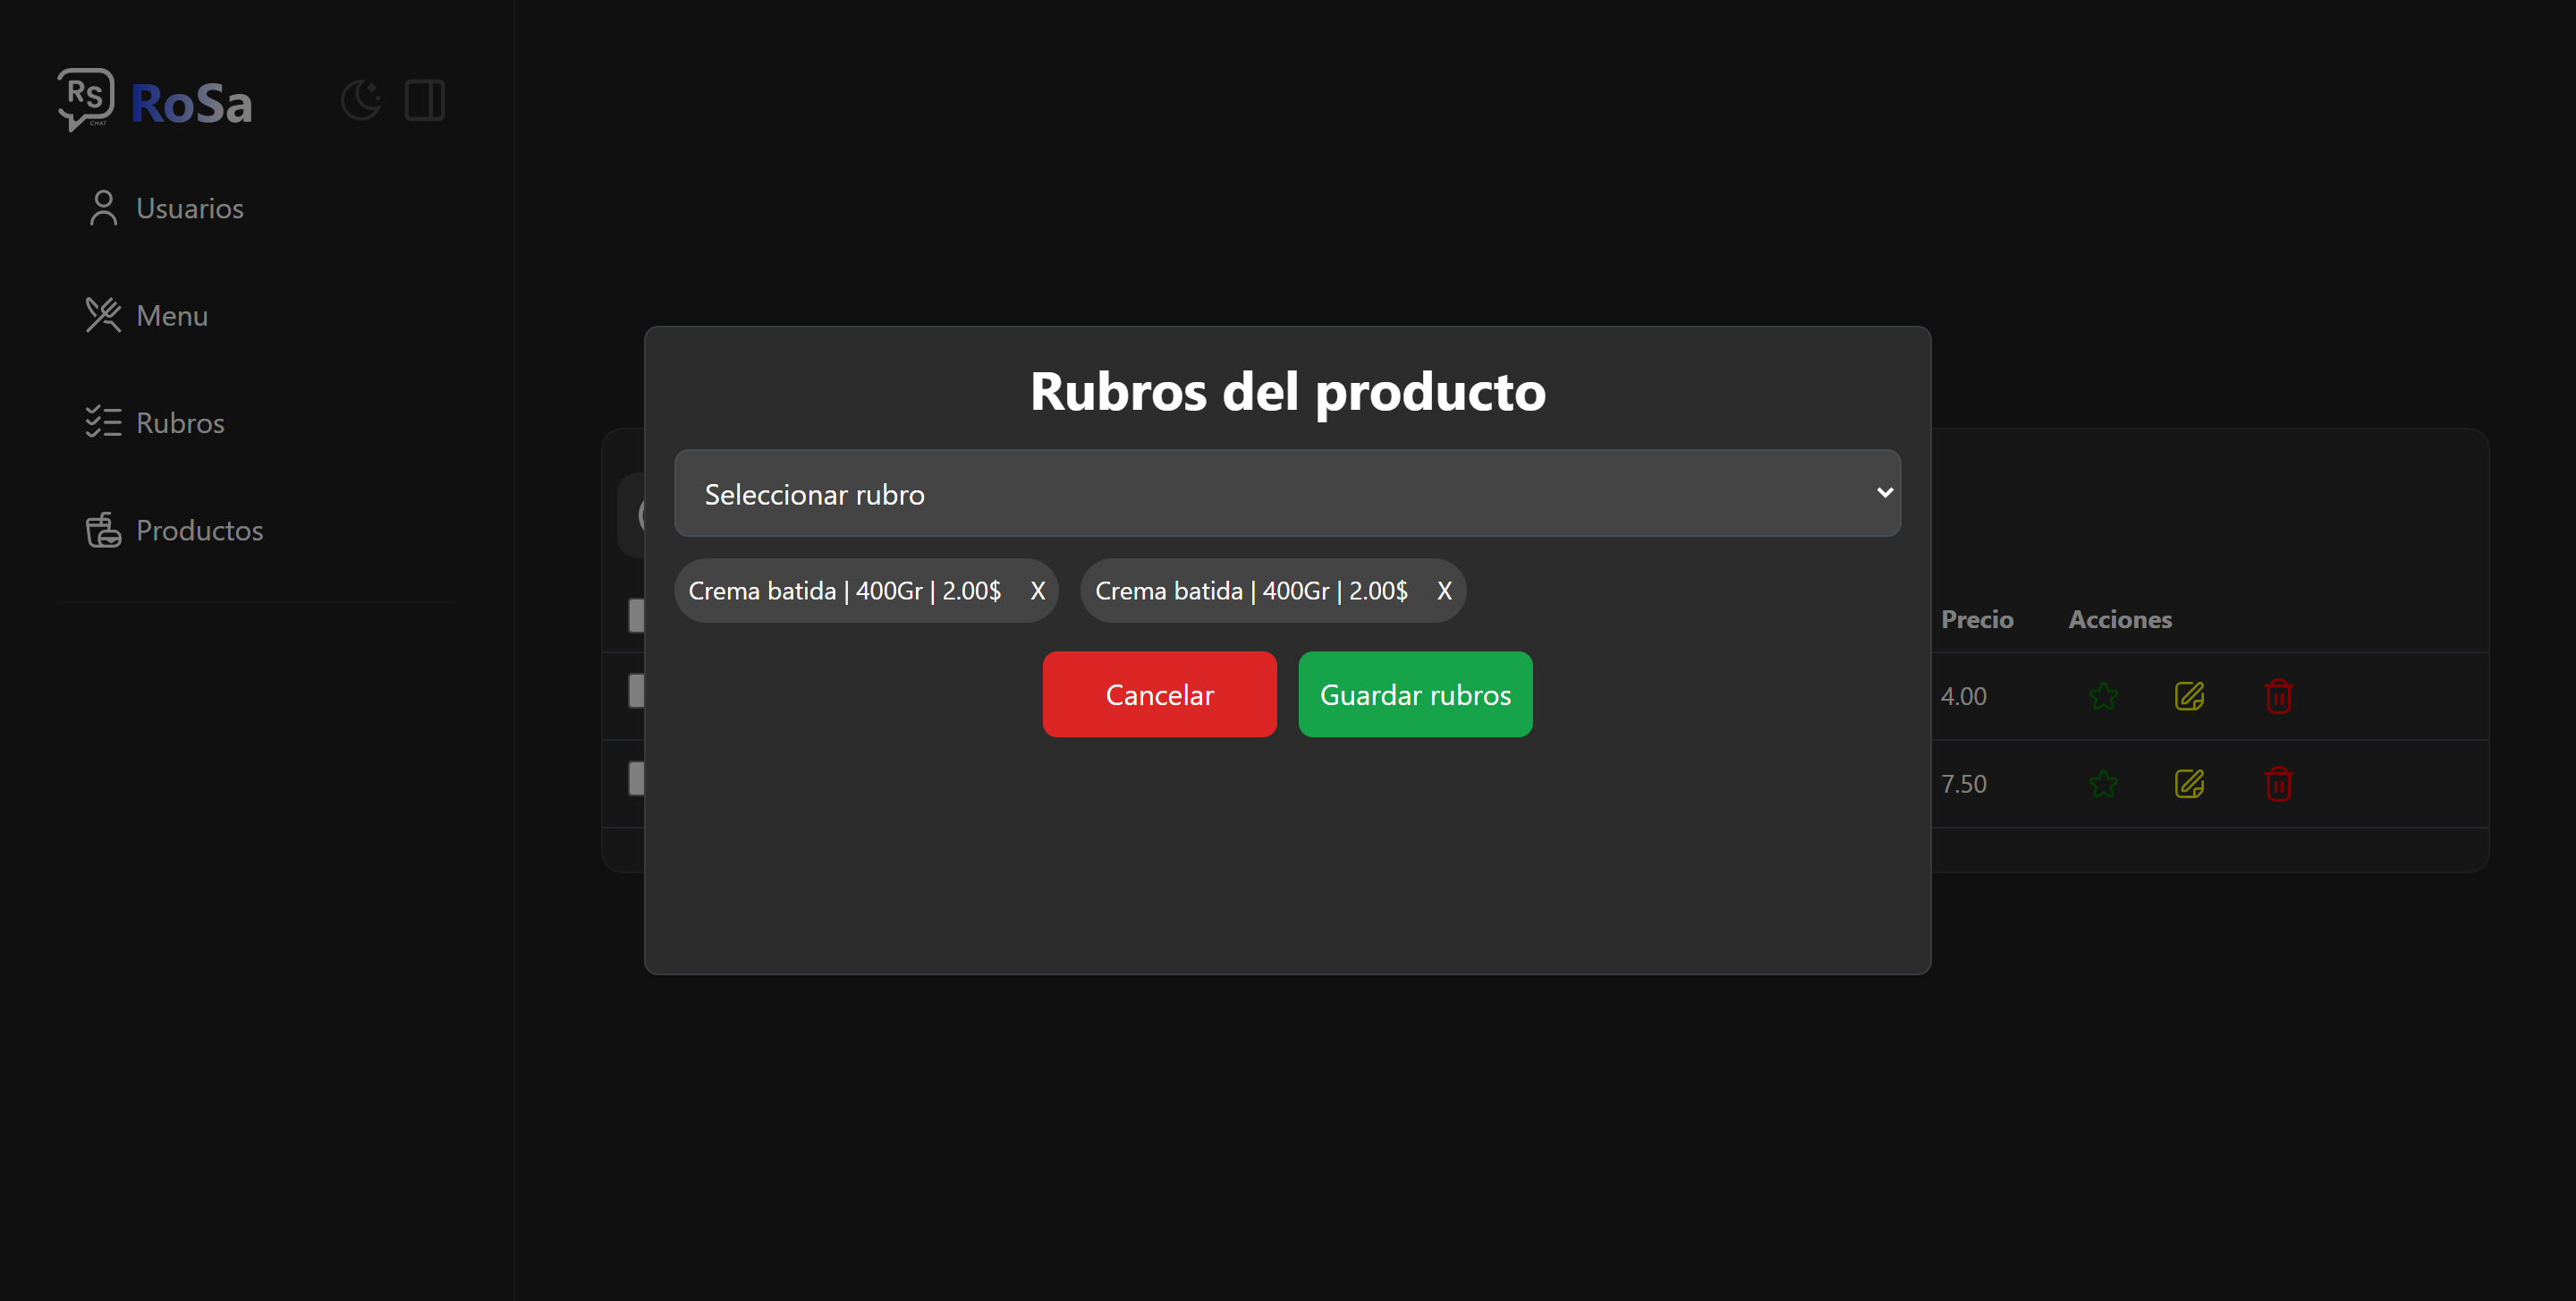 RS
CHAT
RoSa
Usuarios
Menu
Rubros
Productos
Rubros del producto
Seleccionar rubro
Crema batida | 400Gr | 2.00$ X
Crema batida | 400Gr | 2.00$ X
Cancelar
Guardar rubros
Precio
Acciones
4.00
7.50